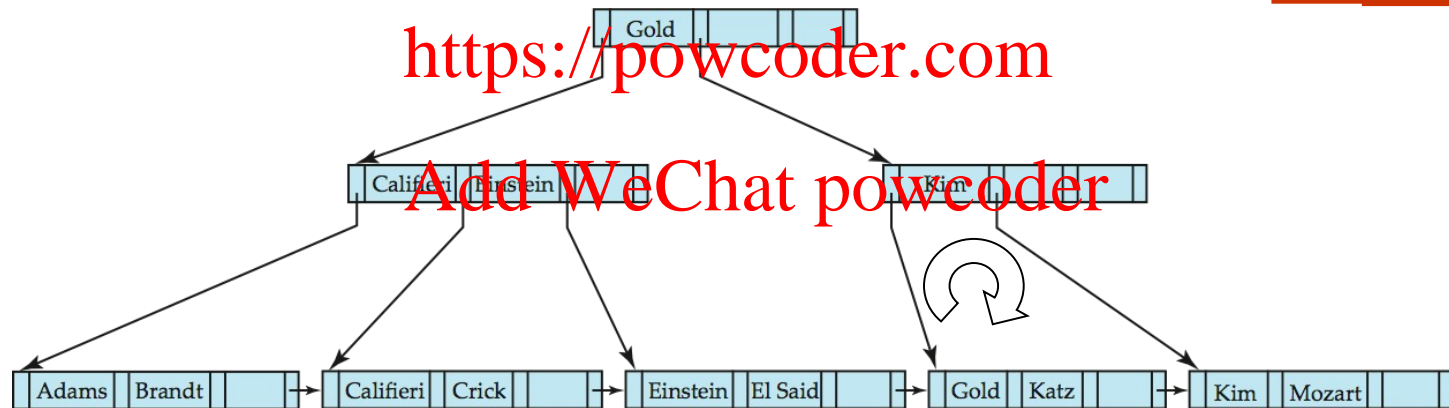 Gold
https://powcoder.com
Califieri Einstein Kim
Add WeChat powcoder
Adams Brandt Califieri Crick Einstein El Said Gold Katz Kim Mozart